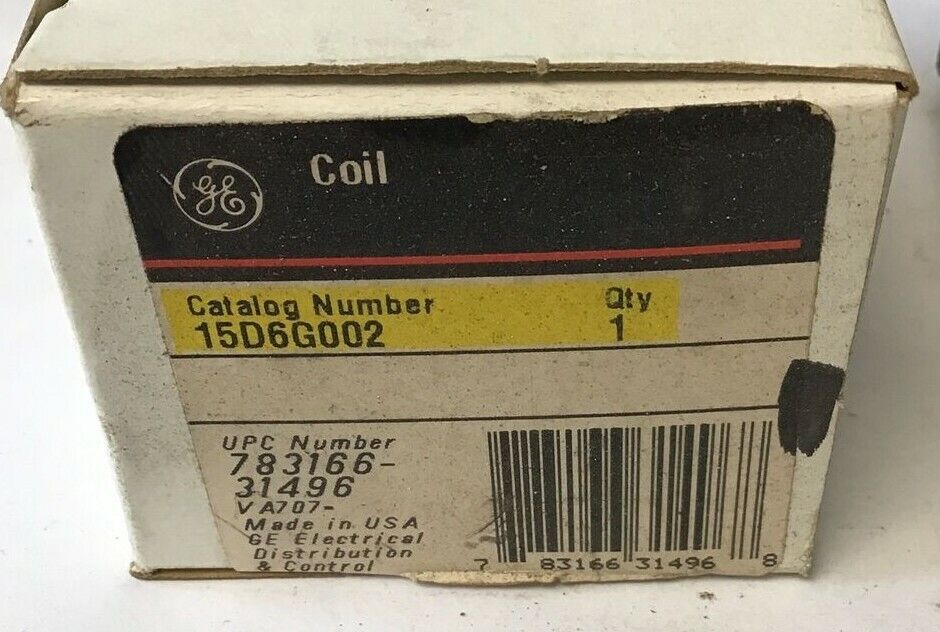 GE
Coil
Catalog Number Qty
15D6G002 1
UPC Number
783166-
31496
VA707-
Made in USA
GE Electrical
Distribution
& Control
7 83166 31496 8